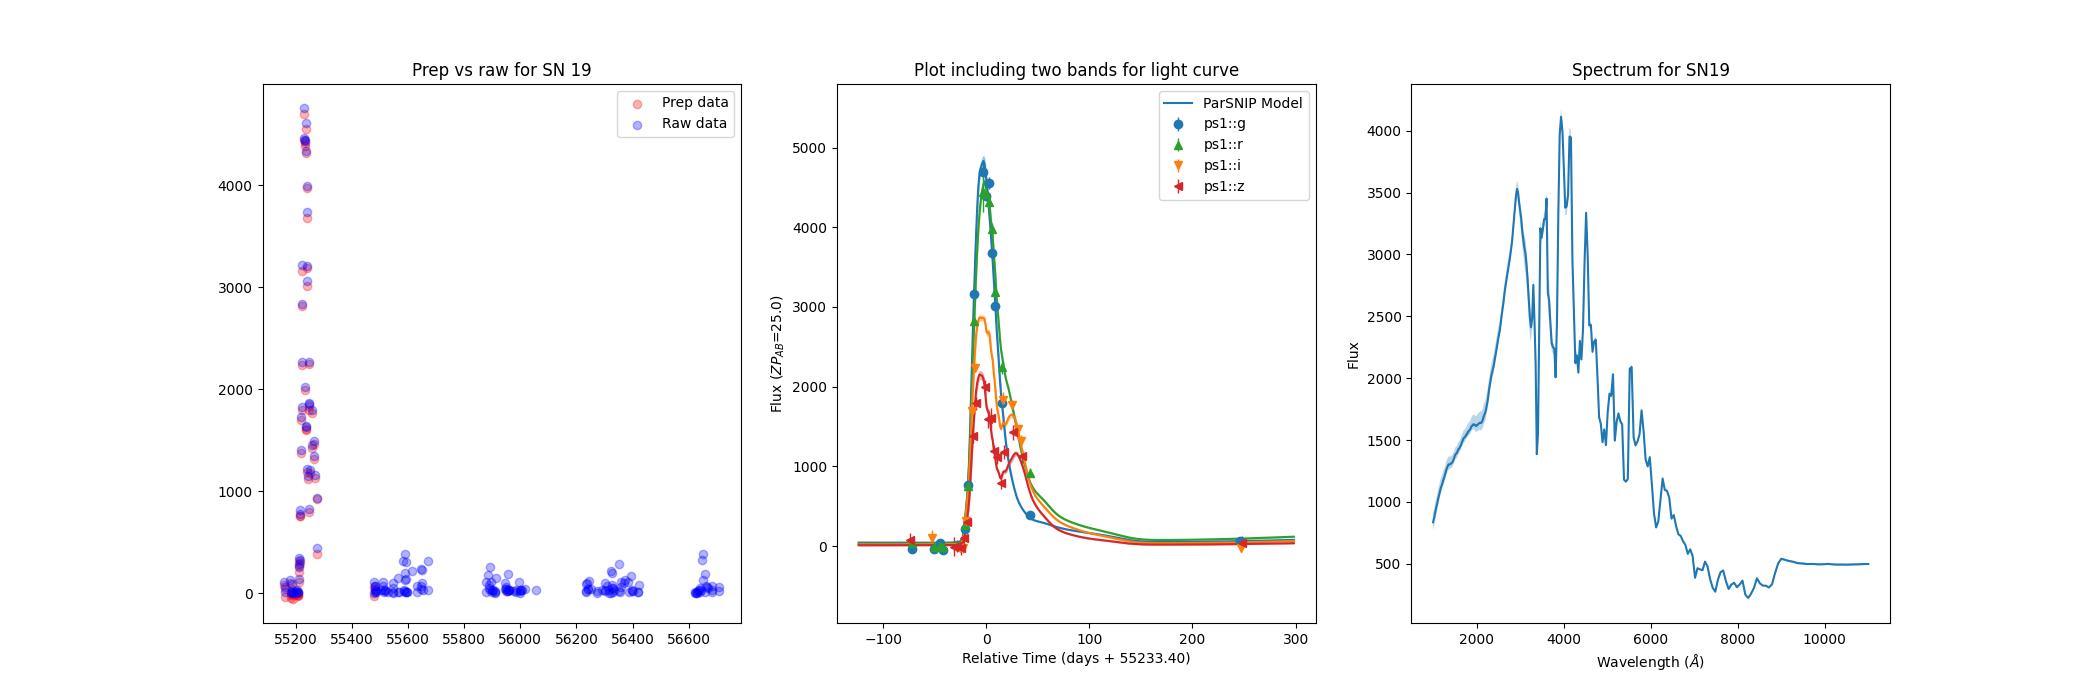 Prep vs raw for SN 19
Prep data
Raw data
4000
3000
2000
1000
0
55200 55400 55600 55800 56000 56200 56400 56600
Plot including two bands for light curve
ParSNIP Model
ps1::g
ps1::r
ps1::i
ps1::z
Flux (ZP_AB=25.0)
5000
4000
3000
2000
1000
0
−100 0 100 200 300
Relative Time (days + 55233.40)
Spectrum for SN19
Flux
4000
3500
3000
2500
2000
1500
1000
500
2000 4000 6000 8000 10000
Wavelength (Å)